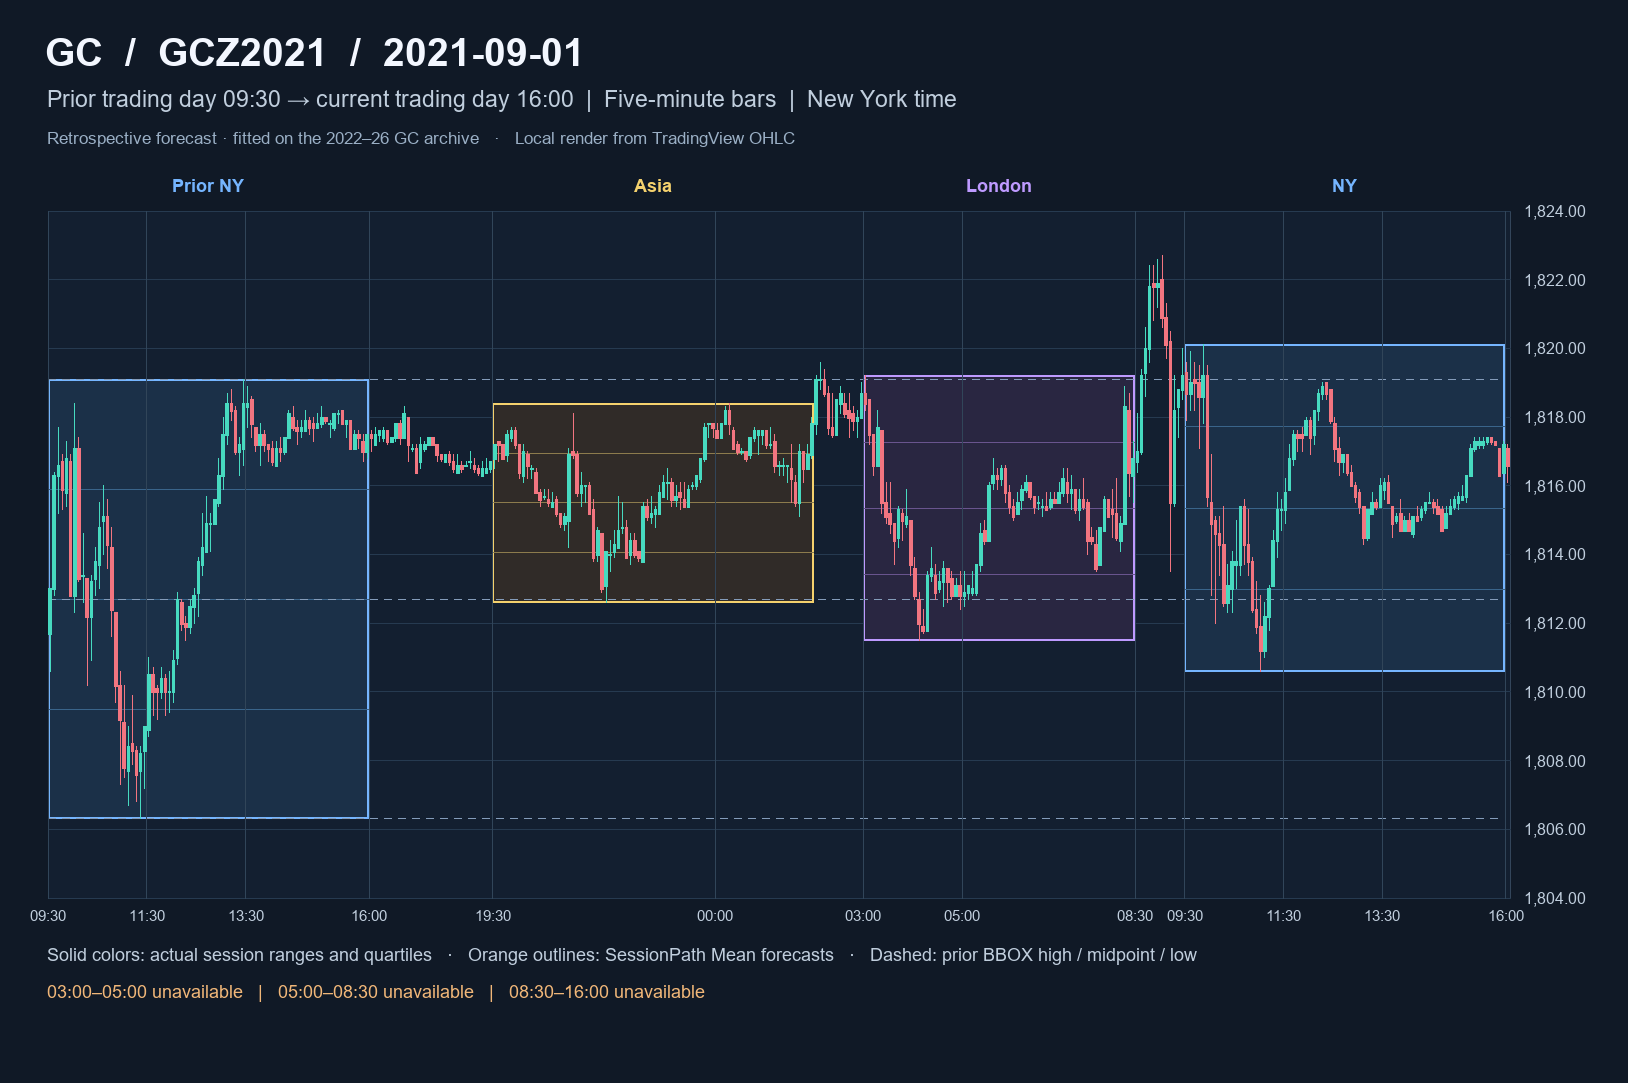 GC / GCZ2021 / 2021-09-01
Prior trading day 09:30 → current trading day 16:00 | Five-minute bars | New York time
Retrospective forecast · fitted on the 2022–26 GC archive · Local render from TradingView OHLC
Prior NY Asia London NY
1,824.00
1,822.00
1,820.00
1,818.00
1,816.00
1,814.00
1,812.00
1,810.00
1,808.00
1,806.00
1,804.00
09:30 11:30 13:30 16:00 19:30 00:00 03:00 05:00 08:30 09:30 11:30 13:30 16:00
Solid colors: actual session ranges and quartiles · Orange outlines: SessionPath Mean forecasts · Dashed: prior BBOX high / midpoint / low
03:00–05:00 unavailable | 05:00–08:30 unavailable | 08:30–16:00 unavailable